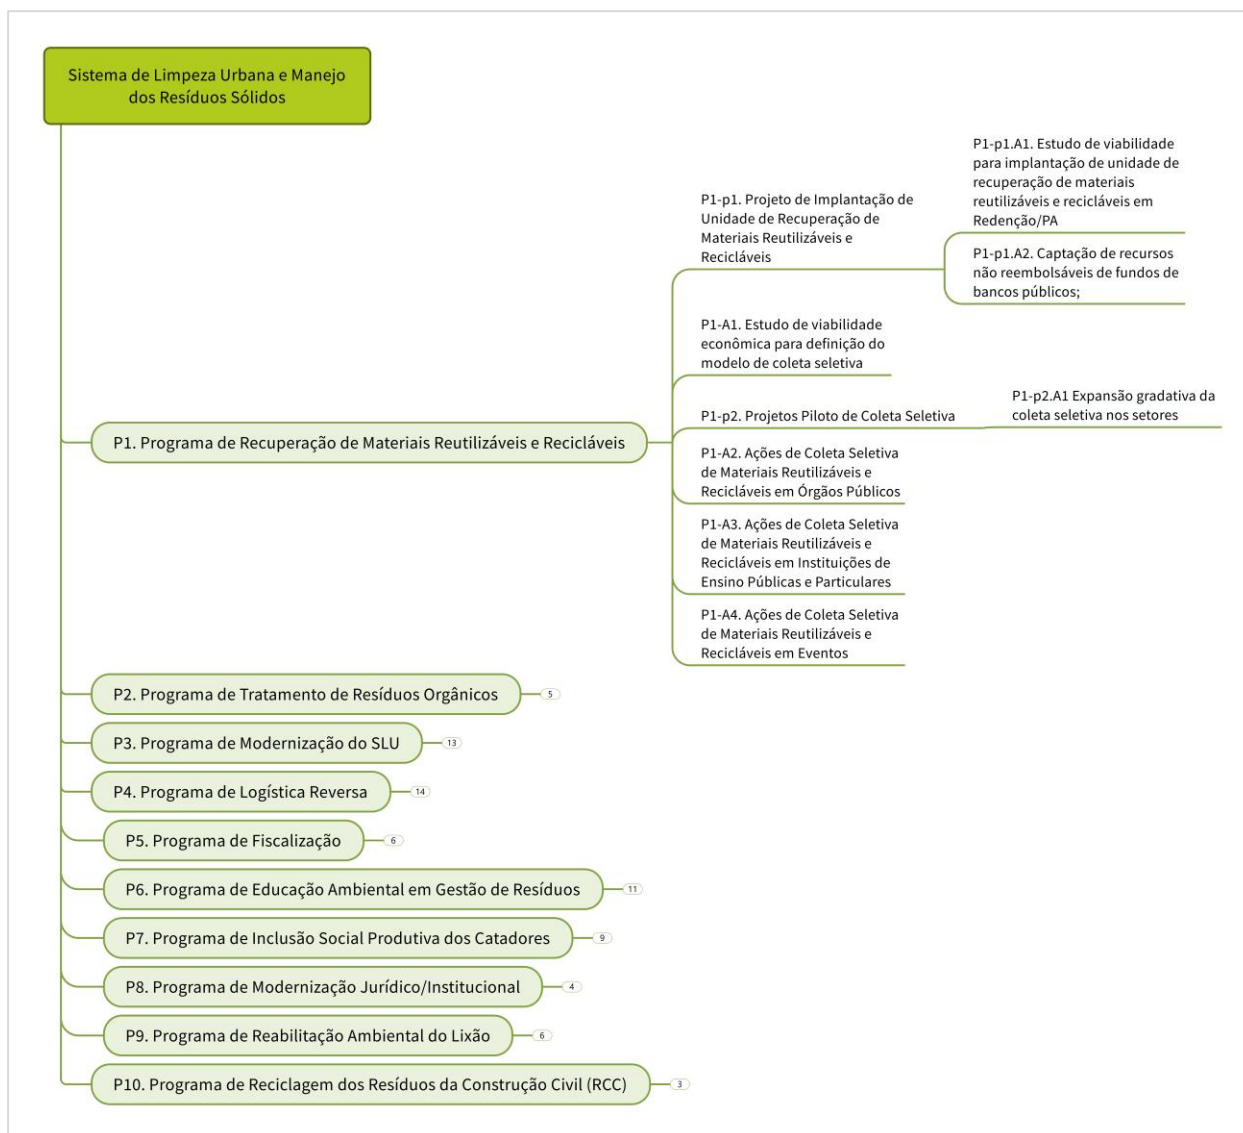 Sistema de Limpeza Urbana e Manejo
dos Resíduos Sólidos
P1. Programa de Recuperação de Materiais Reutilizáveis e Recicláveis
P1-p1. Projeto de Implantação de
Unidade de Recuperação de
Materiais Reutilizáveis e
Recicláveis
P1-p1.A1. Estudo de viabilidade
para implantação de unidade de
recuperação de materiais
reutilizáveis e recicláveis em
Redenção/PA
P1-p1.A2. Captação de recursos
não reembolsáveis de fundos de
bancos públicos;
P1-A1. Estudo de viabilidade
econômica para definição do
modelo de coleta seletiva
P1-p2. Projetos Piloto de Coleta Seletiva
P1-p2.A1 Expansão gradativa da
coleta seletiva nos setores
P1-A2. Ações de Coleta Seletiva
de Materiais Reutilizáveis e
Recicláveis em Órgãos Públicos
P1-A3. Ações de Coleta Seletiva
de Materiais Reutilizáveis e
Recicláveis em Instituições de
Ensino Públicas e Particulares
P1-A4. Ações de Coleta Seletiva
de Materiais Reutilizáveis e
Recicláveis em Eventos
P2. Programa de Tratamento de Resíduos Orgânicos 5
P3. Programa de Modernização do SLU 13
P4. Programa de Logística Reversa 14
P5. Programa de Fiscalização 6
P6. Programa de Educação Ambiental em Gestão de Resíduos 11
P7. Programa de Inclusão Social Produtiva dos Catadores 9
P8. Programa de Modernização Jurídico/Institucional 4
P9. Programa de Reabilitação Ambiental do Lixão 6
P10. Programa de Reciclagem dos Resíduos da Construção Civil (RCC) 3